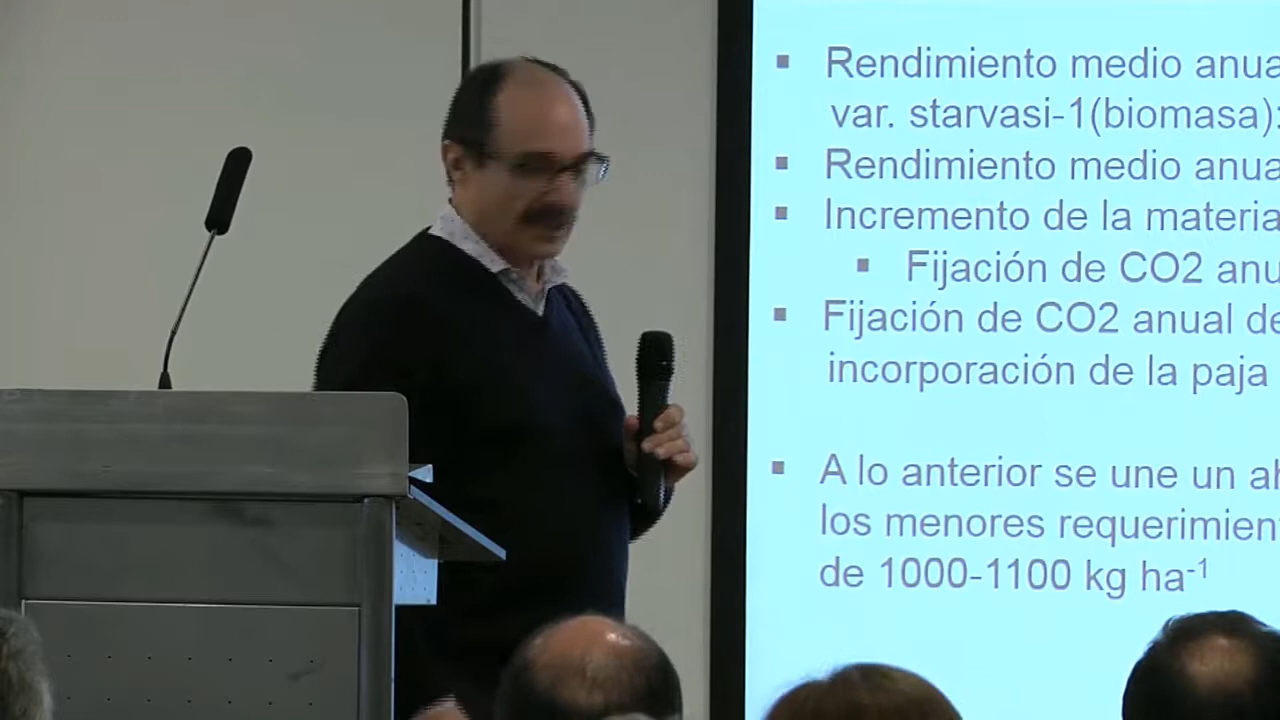 ▪ Rendimiento medio anua
var. starvasi-1(biomasa):
▪ Rendimiento medio anua
▪ Incremento de la materia
▪ Fijación de CO2 anu
▪ Fijación de CO2 anual de
incorporación de la paja
▪ A lo anterior se une un ah
los menores requerimien
de 1000-1100 kg ha⁻¹